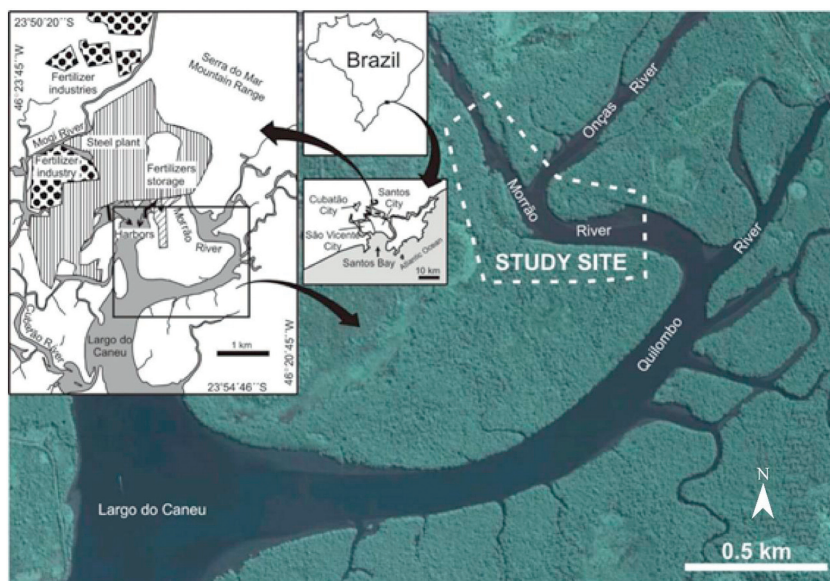 23°50´20´´S
46°23´45´´W
Fertilizer
industries
Serra do Mar
Mountain Range
Mogi River
Steel plant
Fertilizer
industry
Fertilizers
storage
Harbors
Morrão
River
Cubatão River
Largo do
Caneu
1 km
46°20´45´´W
23°54´46´´S
Brazil
Cubatão
City
Santos
City
São Vicente
City
Santos Bay
Atlantic Ocean
10 km
Onças
River
Morrão
River
STUDY SITE
River
Quilombo
Largo do Caneu
N
0.5 km